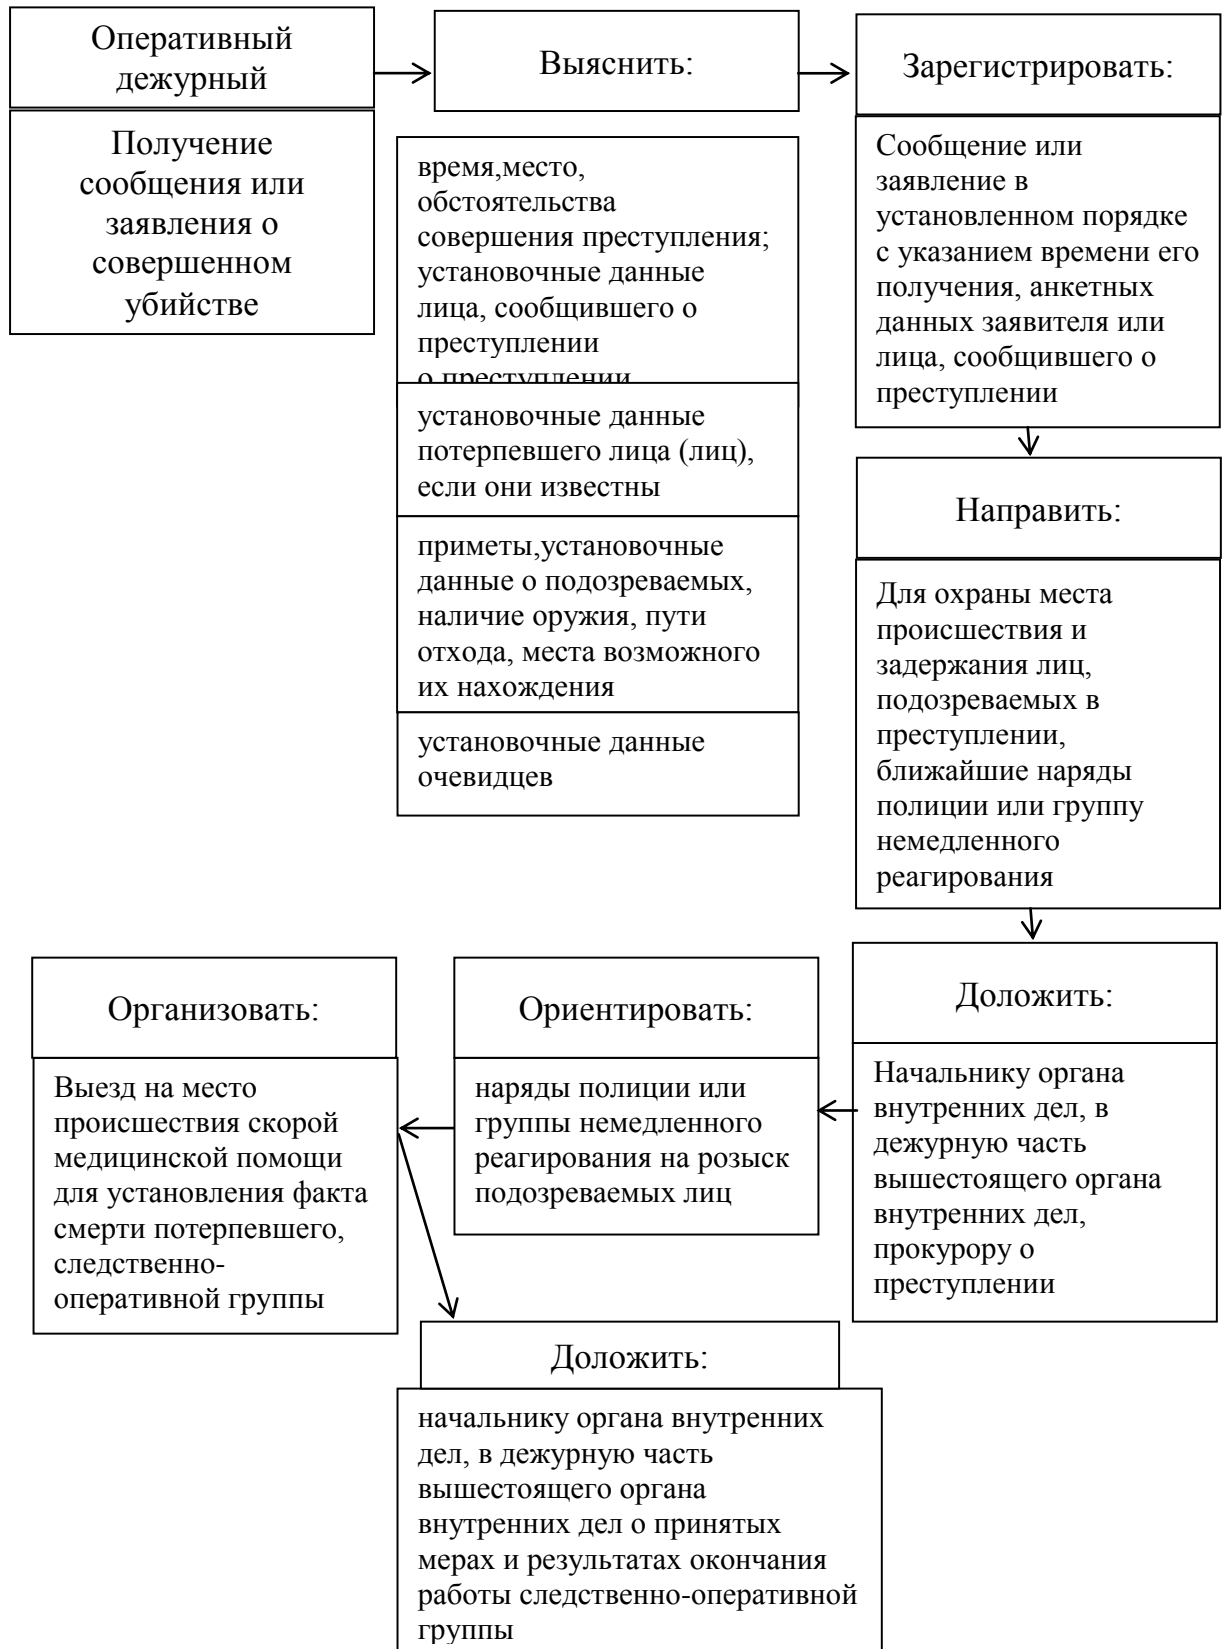 Оперативный
дежурный
Получение
сообщения или
заявления о
совершенном
убийстве
Выяснить:
время,место,
обстоятельства
совершения преступления;
установочные данные
лица, сообщившего о
преступлении
о преступлении
установочные данные
потерпевшего лица (лиц),
если они известны
приметы,установочные
данные о подозреваемых,
наличие оружия, пути
отхода, места возможного
их нахождения
установочные данные
очевидцев
Зарегистрировать:
Сообщение или
заявление в
установленном порядке
с указанием времени его
получения, анкетных
данных заявителя или
лица, сообщившего о
преступлении
Направить:
Для охраны места
происшествия и
задержания лиц,
подозреваемых в
преступлении,
ближайшие наряды
полиции или группу
немедленного
реагирования
Доложить:
Начальнику органа
внутренних дел, в
дежурную часть
вышестоящего органа
внутренних дел,
прокурору о
преступлении
Ориентировать:
наряды полиции или
группы немедленного
реагирования на розыск
подозреваемых лиц
Организовать:
Выезд на место
происшествия скорой
медицинской помощи
для установления факта
смерти потерпевшего,
следственно-
оперативной группы
Доложить:
начальнику органа внутренних
дел, в дежурную часть
вышестоящего органа
внутренних дел о принятых
мерах и результатах окончания
работы следственно-оперативной
группы